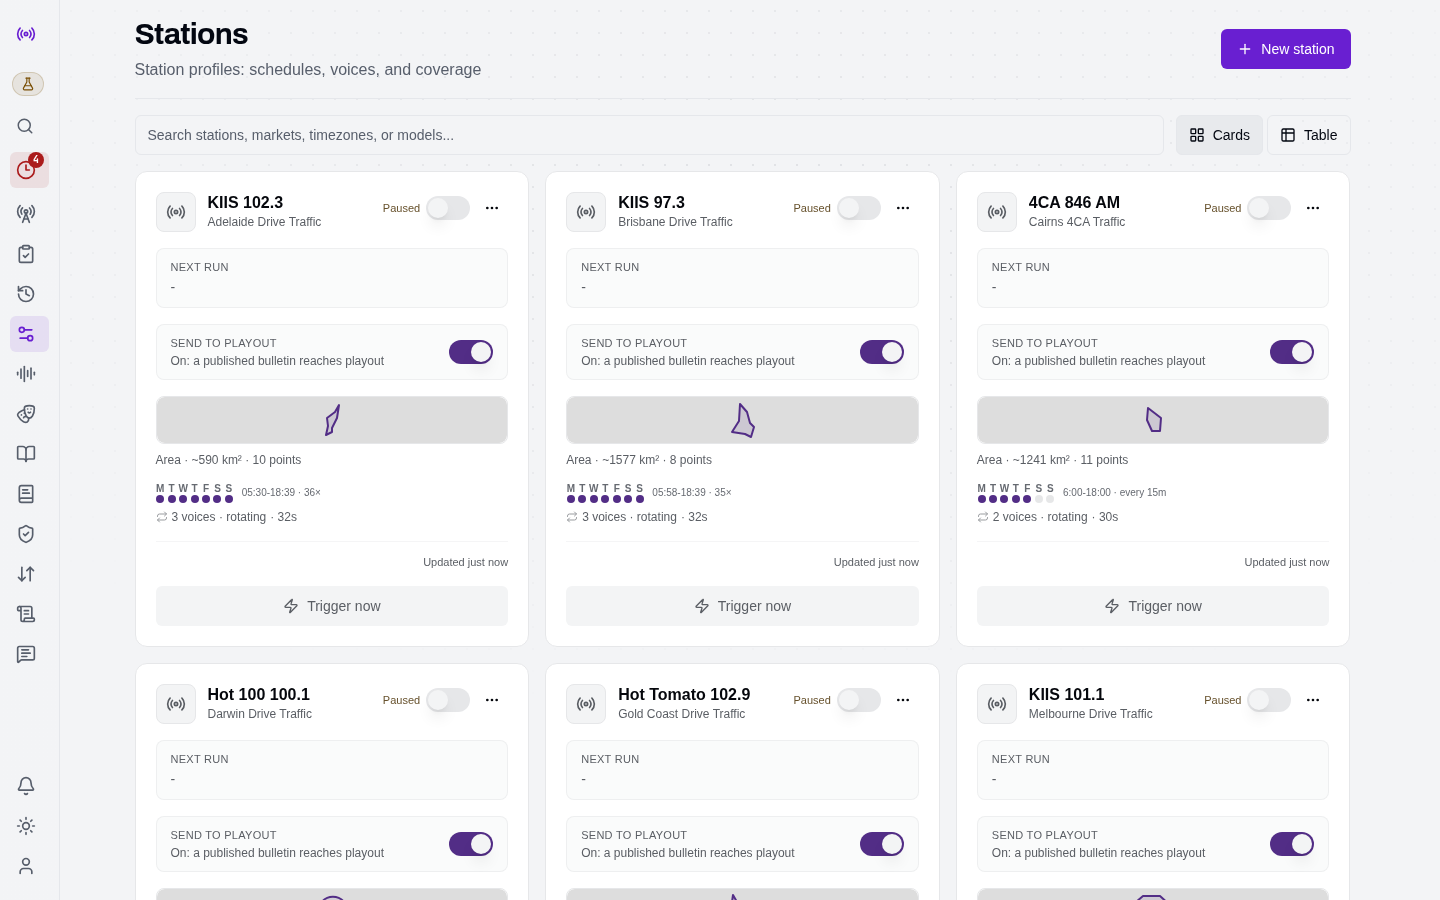 Stations
Station profiles: schedules, voices, and coverage
New station
4
Search stations, markets, timezones, or models...
Cards
Table
KIIS 102.3
Adelaide Drive Traffic
Paused
NEXT RUN
-
SEND TO PLAYOUT
On: a published bulletin reaches playout
Area · ~590 km² · 10 points
M T W T F S S
05:30-18:39 · 36×
3 voices · rotating · 32s
Updated just now
Trigger now
KIIS 97.3
Brisbane Drive Traffic
Paused
NEXT RUN
-
SEND TO PLAYOUT
On: a published bulletin reaches playout
Area · ~1577 km² · 8 points
M T W T F S S
05:58-18:39 · 35×
3 voices · rotating · 32s
Updated just now
Trigger now
4CA 846 AM
Cairns 4CA Traffic
Paused
NEXT RUN
-
SEND TO PLAYOUT
On: a published bulletin reaches playout
Area · ~1241 km² · 11 points
M T W T F S S
6:00-18:00 · every 15m
2 voices · rotating · 30s
Updated just now
Trigger now
Hot 100 100.1
Darwin Drive Traffic
Paused
NEXT RUN
-
SEND TO PLAYOUT
On: a published bulletin reaches playout
Hot Tomato 102.9
Gold Coast Drive Traffic
Paused
NEXT RUN
-
SEND TO PLAYOUT
On: a published bulletin reaches playout
KIIS 101.1
Melbourne Drive Traffic
Paused
NEXT RUN
-
SEND TO PLAYOUT
On: a published bulletin reaches playout